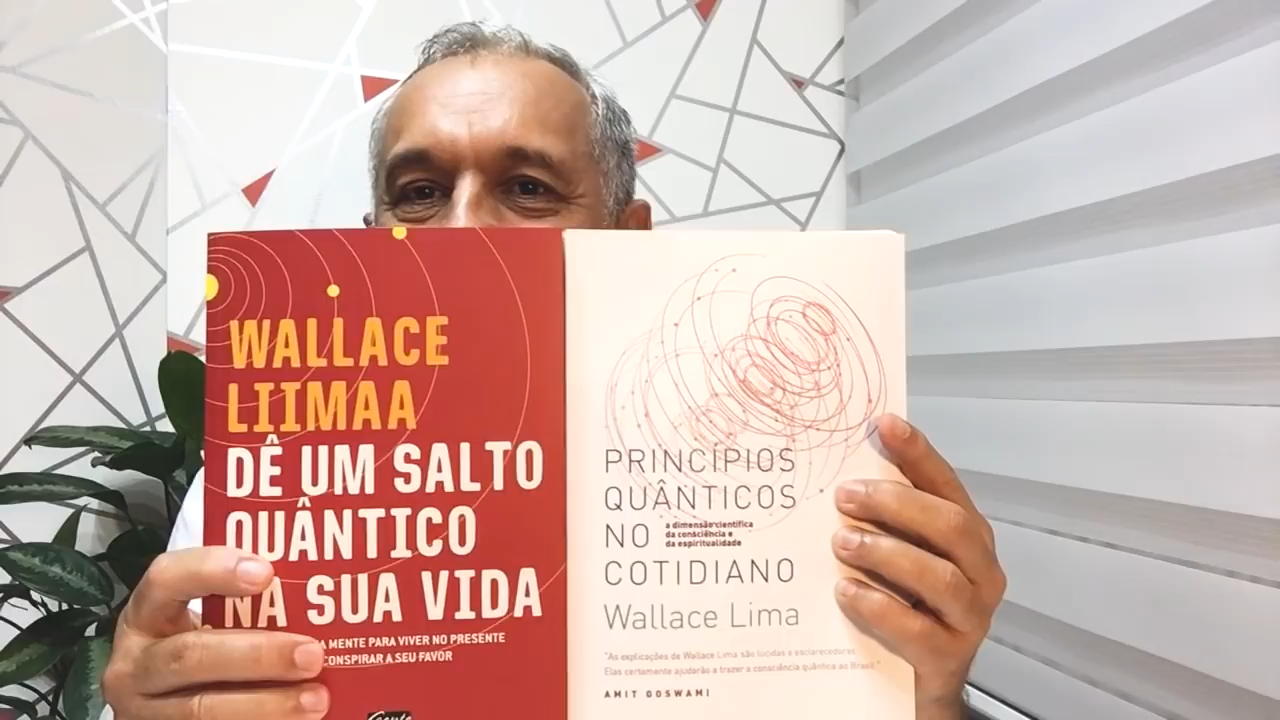 WALLACE
LIIMAA
DÊ UM SALTO
QUÂNTICO
NA SUA VIDA
MENTE PARA VIVER NO PRESENTE
CONSPIRAR A SEU FAVOR
Gente
PRINCÍPIOS
QUÂNTICOS
NO
a dimensão científica
da consciência e
da espiritualidade
COTIDIANO
Wallace Lima
"As explicações de Wallace Lima são lúcidas e esclarecedoras.
Elas certamente ajudarão a trazer a consciência quântica ao Brasil."
AMIT GOSWAMI